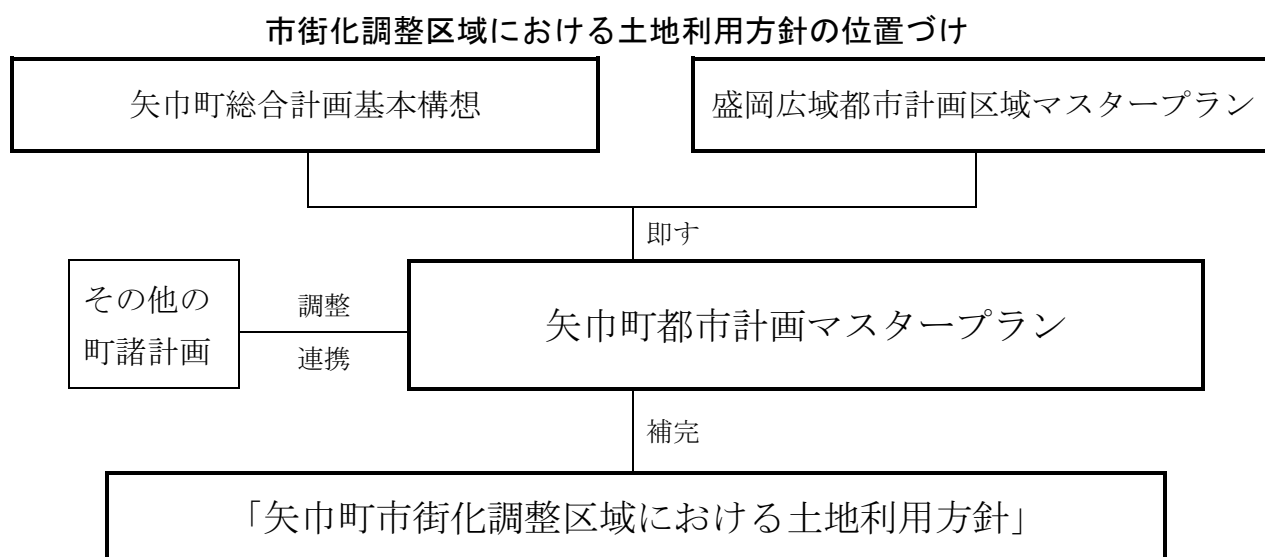 市街化調整区域における土地利用方針の位置づけ
矢巾町総合計画基本構想
盛岡広域都市計画区域マスタープラン
即す
その他の
町諸計画
調整
連携
矢巾町都市計画マスタープラン
補完
「矢巾町市街化調整区域における土地利用方針」